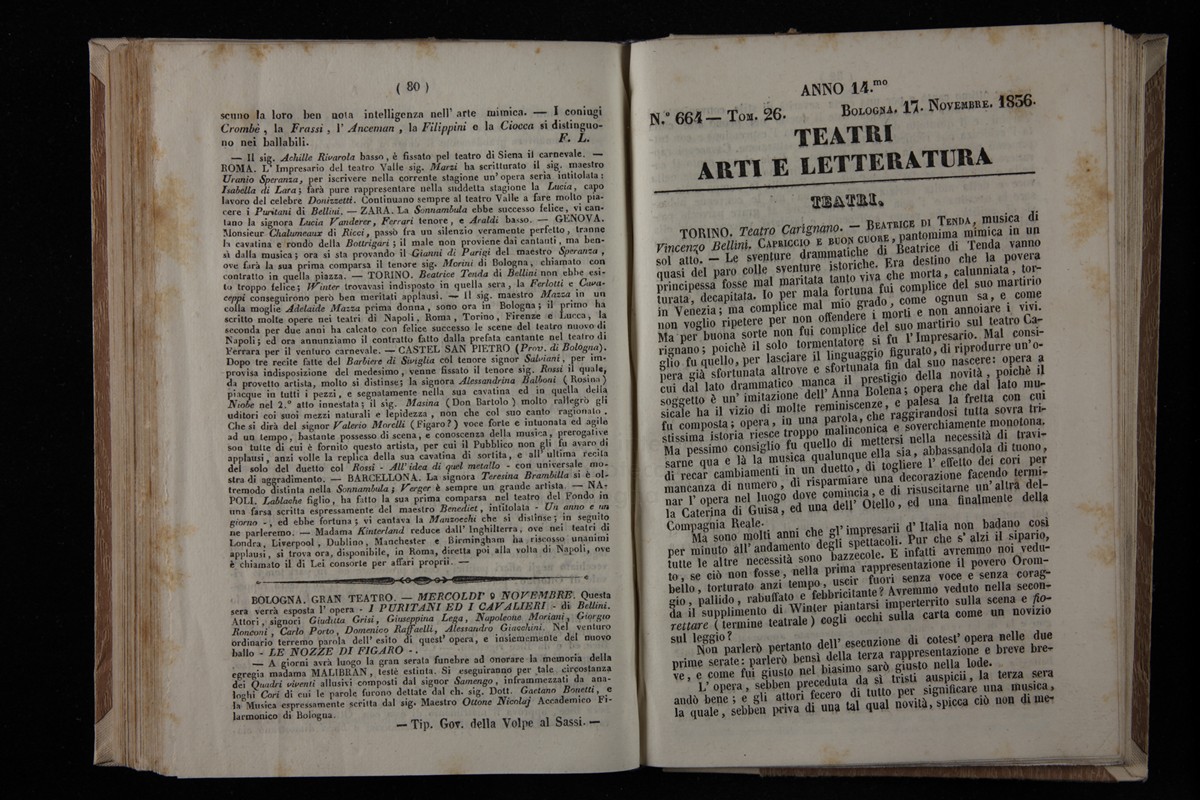 ( 80 )
scuno la loro ben nota intelligenza nell' arte mimica. — I coniugi
Crombè , la Frassi , l' Anceman , la Filippini e la Ciocca si distinguo-
no nei ballabili. F. L.
— Il sig. Achille Rivarola basso, è fissato pel teatro di Siena il carnevale. —
ROMA. L' Impresario del teatro Valle sig. Marzi ha scritturato il sig. maestro
Uranio Speranza, per iscrivere nella corrente stagione un' opera seria intitolata :
Isabella di Lara ; farà pure rappresentare nella suddetta stagione la Lucia, capo
lavoro del celebre Donizzetti. Continuano sempre al teatro Valle a fare molto pia-
cere i Puritani di Bellini. — ZARA. La Sonnambula ebbe successo felice, vi can-
tano la signora Lucia Vanderer, Ferrari tenore , e Araldi basso. — GENOVA.
Monsieur Chalumeaux di Ricci, passò fra un silenzio veramente perfetto, tranne
la cavatina e rondò della Bottrigari ; il male non proviene dai cantanti, ma ben-
sì dalla musica; ora si sta provando il Gianni di Parigi del maestro Speranza ,
ove farà la sua prima comparsa il tenore sig. Morini di Bologna, chiamato con
contratto in quella piazza. — TORINO. Beatrice Tenda di Bellini non ebbe esi-
to troppo felice; Winter trovavasi indisposto in quella sera , la Ferlotti e Cava-
ceppi conseguirono però ben meritati applausi. — Il sig. maestro Mazza in un
colla moglie Adelaide Mazza prima donna , sono ora in Bologna ; il primo ha
scritto molte opere nei teatri di Napoli , Roma , Torino, Firenze e Lucca, la
seconda per due anni ha calcato con felice successo le scene del teatro nuovo di
Napoli ; ed ora annunziamo il contratto fatto dalla prefata cantante nel teatro di
Ferrara per il venturo carnevale. — CASTEL SAN PIETRO (Prov. di Bologna).
Dopo tre recite fatte del Barbiere di Siviglia col tenore signor Salviani , per im-
provisa indisposizione del medesimo, venne fissato il tenore sig. Rossi il quale,
da provetto artista, molto si distinse; la signora Alessandrina Balboni ( Rosina )
piacque in tutti i pezzi , e segnatamente nella sua cavatina ed in quella della
Niobe nel 2.° atto innestata ; il sig. Masina ( Don Bartolo ) molto rallegrò gli
uditori coi suoi mezzi naturali e lepidezza, non che col suo canto ragionato .
Che si dirà del signor Valerio Morelli ( Figaro? ) voce forte e intuonata ed agile
ad un tempo, bastante possesso di scena, e conoscenza della musica, prerogative
son tutte di cui è fornito questo artista, per cui il Pubblico non gli fu avaro di
applausi, anzi volle la replica della sua cavatina di sortita, e all' ultima recita
del solo del duetto col Rossi - All' idea di quel metallo - con universale mo-
stra di aggradimento. — BARCELLONA. La signora Teresina Brambilla si è ol-
tremodo distinta nella Sonnambula ; Verger è sempre un grande artista. — NA-
POLI. Lablache figlio, ha fatto la sua prima comparsa nel teatro del Fondo in
una farsa scritta espressamente del maestro Benedict, intitolata - Un anno e un
giorno - , ed ebbe fortuna ; vi cantava la Manzocchi che si distinse ; in seguito
ne parleremo. — Madama Kinterland reduce dall' Inghilterra, ove nei teatri di
Londra, Liverpool , Dublino, Manchester e Birmingham ha riscosso unanimi
applausi , si trova ora, disponibile, in Roma, diretta poi alla volta di Napoli, ove
è chiamato il di Lei consorte per affari proprii. —
BOLOGNA. GRAN TEATRO. — MERCOLDI' 9 NOVEMBRE. Questa
sera verrà esposta l' opera - I PURITANI ED I CAVALIERI - di Bellini.
Attori , signori Giuditta Grisi, Giuseppina Lega, Napoleone Moriani, Giorgio
Ronconi , Carlo Porto, Domenico Raffaelli, Alessandro Giacchini. Nel venturo
ordinario terremo parola dell' esito di quest' opera, e insiememente del nuovo
ballo - LE NOZZE DI FIGARO - .
— A giorni avrà luogo la gran serata funebre ad onorare la memoria della
egregia madama MALIBRAN , testè estinta. Si eseguiranno per tale circostanza
dei Quadri viventi allusivi composti dal signor Samengo, inframmezzati da ana-
loghi Cori di cui le parole furono dettate dal ch. sig. Dott. Gaetano Bonetti , e
la Musica espressamente scritta dal sig. Maestro Ottone Nicolaj Accademico Fi-
larmonico di Bologna.
— Tip. Gov. della Volpe al Sassi. —
ANNO 14.mo
N.° 664 — Tom. 26. Bologna. 17. Novembre. 1836.
TEATRI
ARTI E LETTERATURA
TEATRI.
TORINO. Teatro Carignano. — BEATRICE DI TENDA, musica di
Vincenzo Bellini. CAPRICCIO E BUON CUORE, pantomima mimica in un
sol atto. — Le sventure drammatiche di Beatrice di Tenda vanno
quasi del paro colle sventure istoriche. Era destino che la povera
principessa fosse mal maritata tanto viva che morta, calunniata, tor-
turata, decapitata. Io per mala fortuna fui complice del suo martirio
in Venezia; ma complice mal mio grado, come ognun sa, e come
non voglio ripetere per non offendere i morti e non annoiare i vivi.
Ma per buona sorte non fui complice del suo martirio sul teatro Ca-
rignano; poichè il solo tormentatore si fu l'Impresario. Mal consi-
glio fu quello, per lasciare il linguaggio figurato, di riprodurre un'o-
pera già sfortunata altrove e sfortunata fin dal suo nascere: opera a
cui dal lato drammatico manca il prestigio della novità, poichè il
soggetto è un' imitazione dell' Anna Bolena; opera che dal lato mu-
sicale ha il vizio di molte reminiscenze, e palesa la fretta con cui
fu composta; opera, in una parola, che raggirandosi tutta sovra tri-
stissima istoria riesce troppo malinconica e soverchiamente monotona.
Ma pessimo consiglio fu quello di mettersi nella necessità di travi-
sarne qua e là la musica qualunque ella sia, abbassandola di tuono,
di recar cambiamenti in un duetto, di togliere l' effetto dei cori per
mancanza di numero, di risparmiare una decorazione facendo termi-
nar l' opera nel luogo dove comincia, e di risuscitarne un'altra del-
la Caterina di Guisa, ed una dell' Otello, ed una finalmente della
Compagnia Reale.
Ma sono molti anni che gl' impresarii d' Italia non badano così
per minuto all' andamento degli spettacoli. Pur che s' alzi il sipario,
tutte le altre necessità sono bazzecole. E infatti avremmo noi vedu-
to, se ciò non fosse, nella prima rappresentazione il povero Orom-
bello, torturato anzi tempo, uscir fuori senza voce e senza corag-
gio, pallido, rabuffato e febbricitante? Avremmo veduto nella secon-
da il supplimento di Winter piantarsi imperterrito sulla scena e fio-
rettare ( termine teatrale ) cogli occhi sulla carta come un novizio
sul leggio?
Non parlerò pertanto dell' esecuzione di cotest' opera nelle due
prime serate: parlerò bensì della terza rappresentazione e breve bre-
ve, e come fui giusto nel biasimo sarò giusto nella lode.
L' opera , sebben preceduta da sì tristi auspicii, la terza sera
andò bene ; e gli attori fecero di tutto per significare una musica,
la quale , sebben priva di una tal qual novità, spicca ciò non di me-